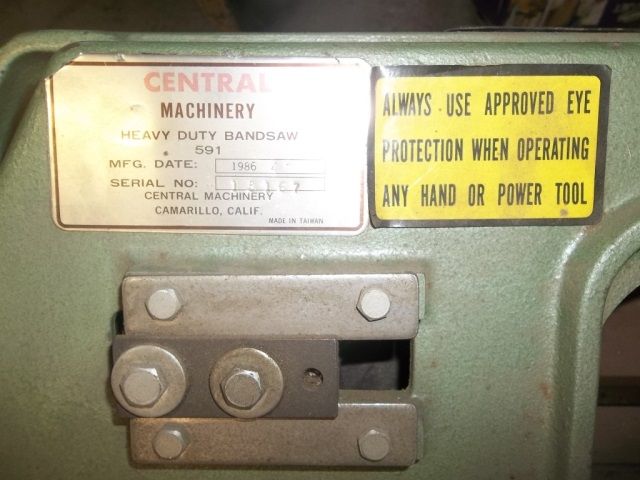 CENTRAL
MACHINERY
HEAVY DUTY BANDSAW
591
MFG. DATE: 1986
SERIAL NO:
CENTRAL MACHINERY
CAMARILLO, CALIF.
MADE IN TAIWAN
ALWAYS USE APPROVED EYE
PROTECTION WHEN OPERATING
ANY HAND OR POWER TOOL